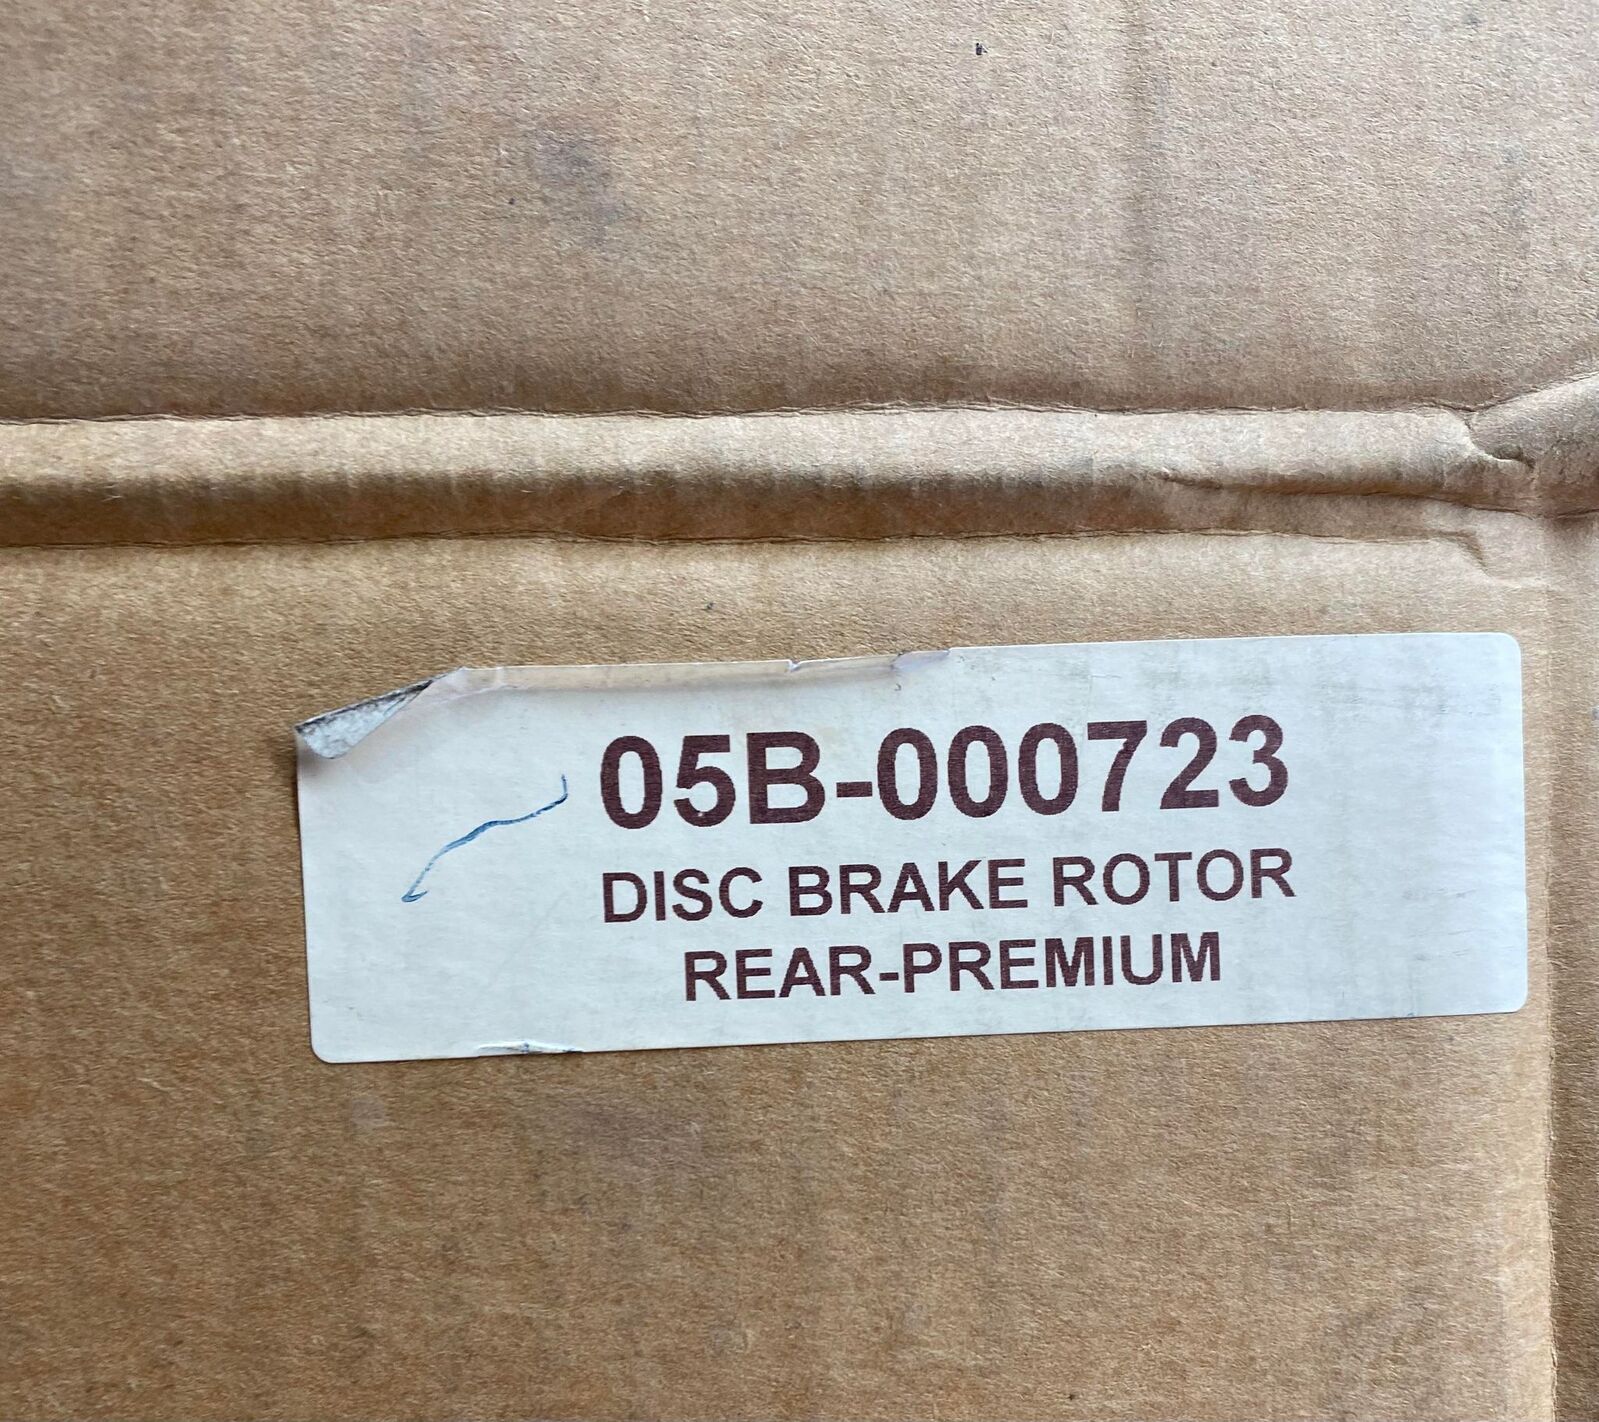 05B-000723
DISC BRAKE ROTOR
REAR-PREMIUM